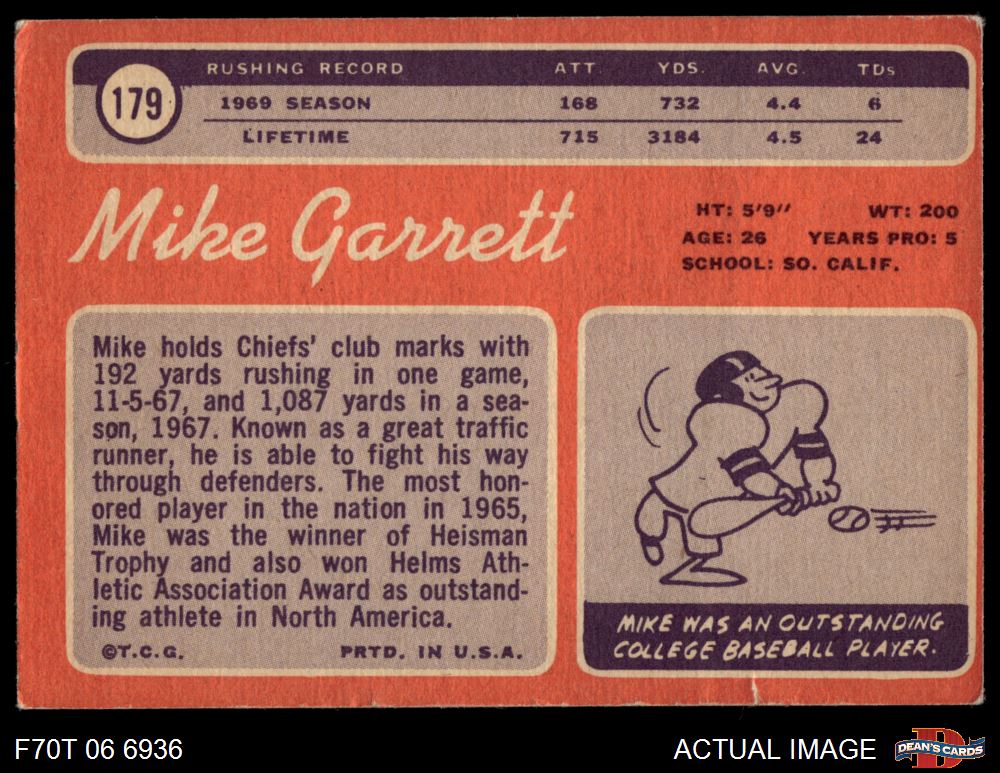 179
RUSHING RECORD ATT. YDS. AVG. TDs
1969 SEASON 168 732 4.4 6
LIFETIME 715 3184 4.5 24
Mike Garrett
HT: 5'9" WT: 200
AGE: 26 YEARS PRO: 5
SCHOOL: SO. CALIF.
Mike holds Chiefs' club marks with
192 yards rushing in one game,
11-5-67, and 1,087 yards in a sea-
son, 1967. Known as a great traffic
runner, he is able to fight his way
through defenders. The most hon-
ored player in the nation in 1965,
Mike was the winner of Heisman
Trophy and also won Helms Ath-
letic Association Award as outstand-
ing athlete in North America.
©T.C.G. PRTD. IN U.S.A.
MIKE WAS AN OUTSTANDING
COLLEGE BASEBALL PLAYER.
F70T 06 6936 ACTUAL IMAGE
D
DEAN'S CARDS